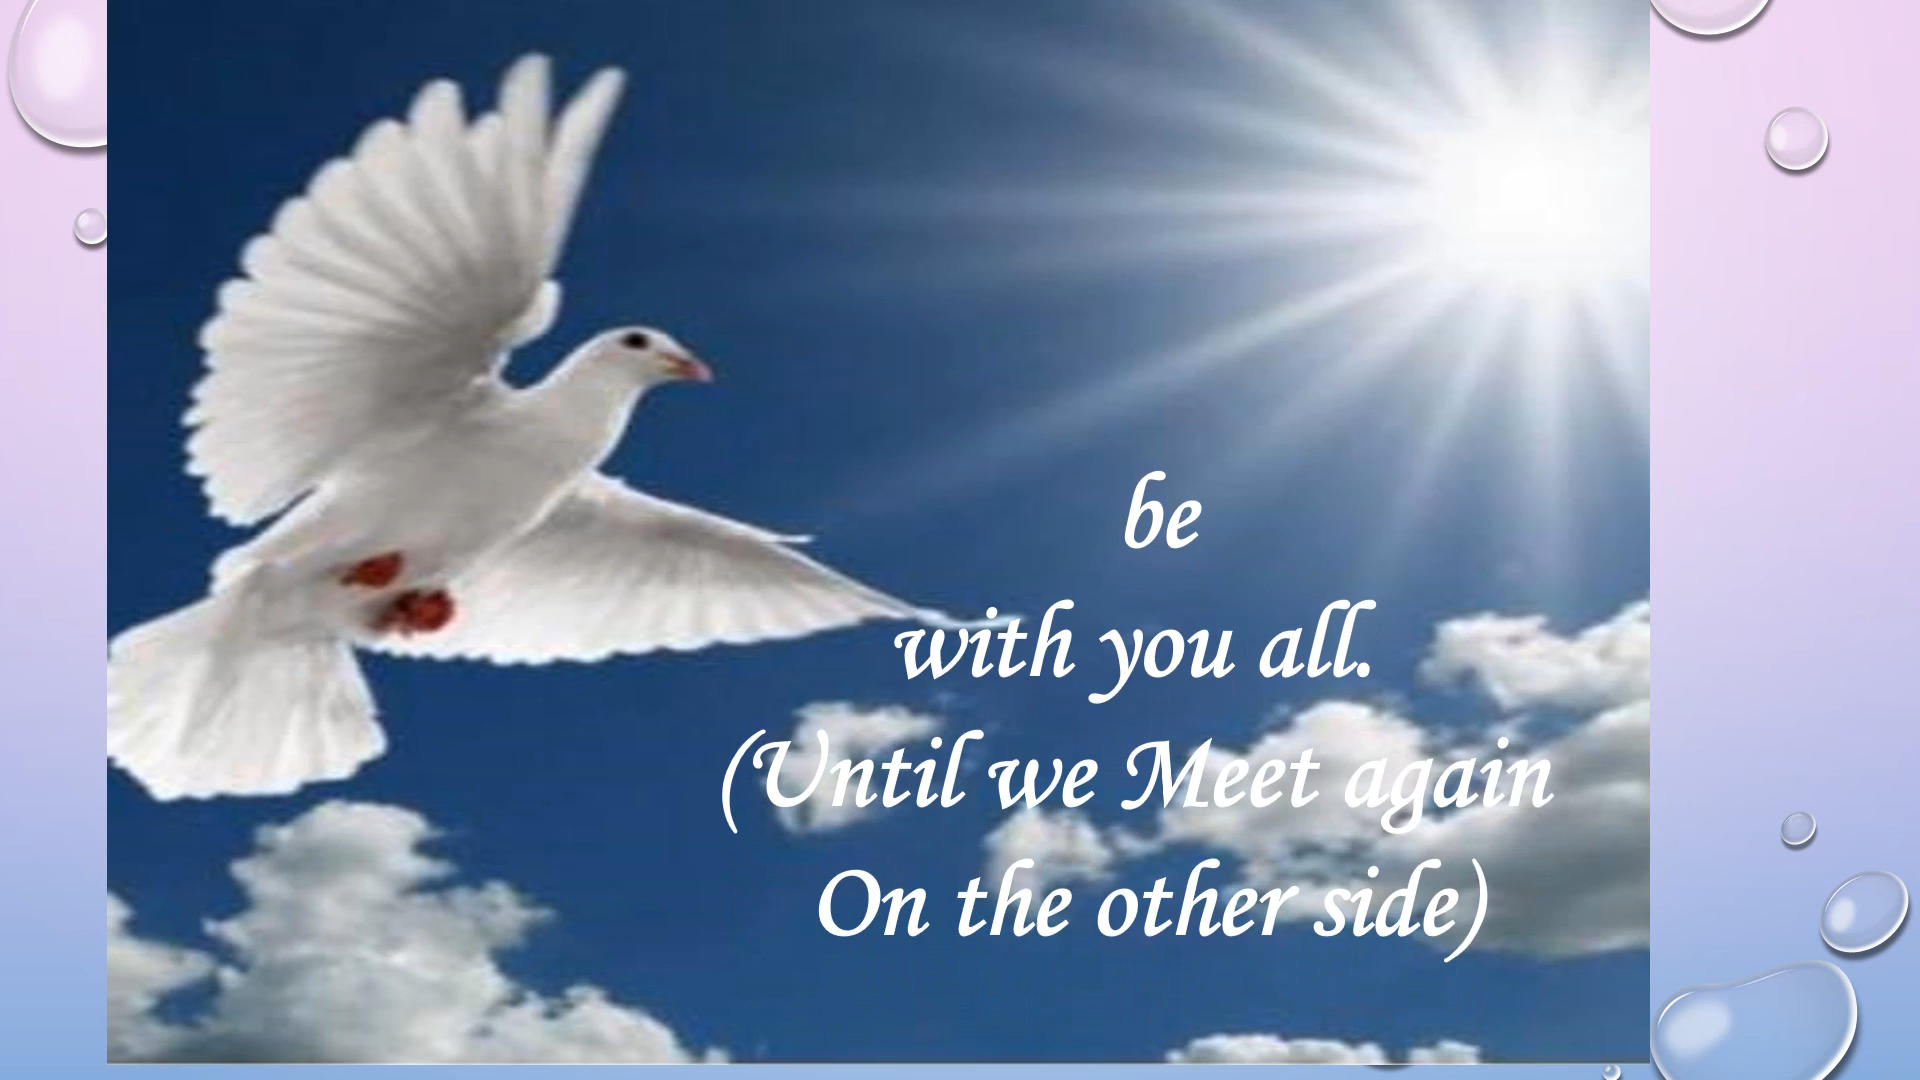 be
with you all.
(Until we Meet again
On the other side)